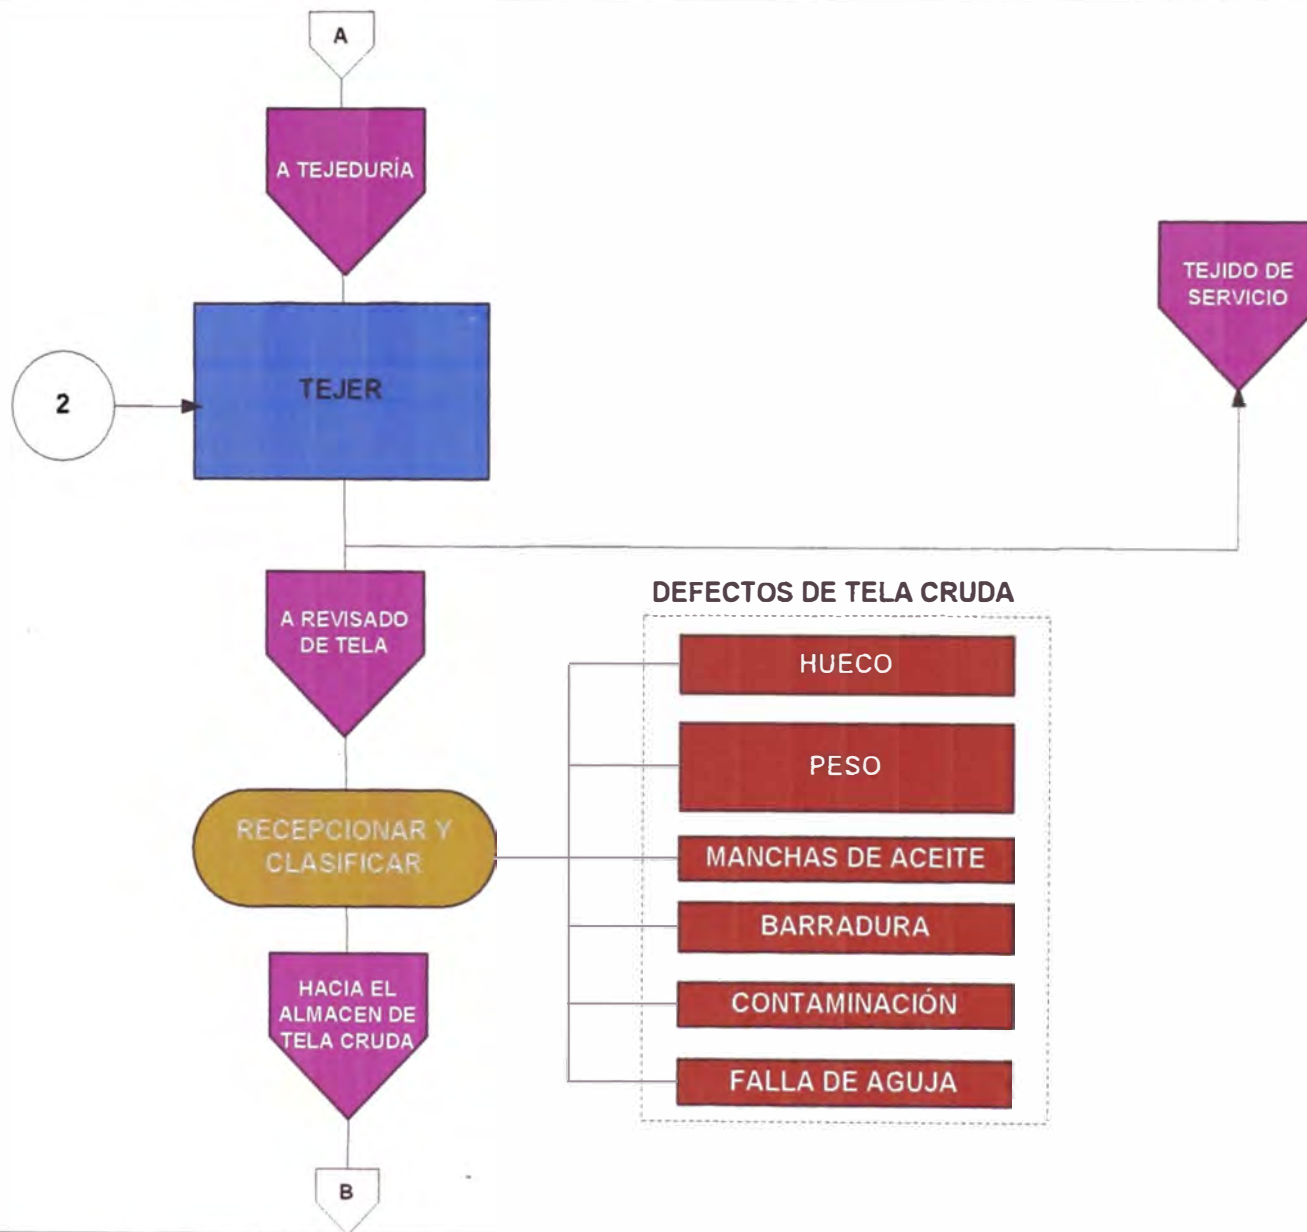 A
A TEJEDURÍA
TEJIDO DE
SERVICIO
TEJER
2
A REVISADO
DE TELA
DEFECTOS DE TELA CRUDA
HUECO
PESO
RECEPCIONAR Y
CLASIFICAR
MANCHAS DE ACEITE
BARRADURA
CONTAMINACIÓN
FALLA DE AGUJA
HACIA EL
ALMACEN DE
TELA CRUDA
B